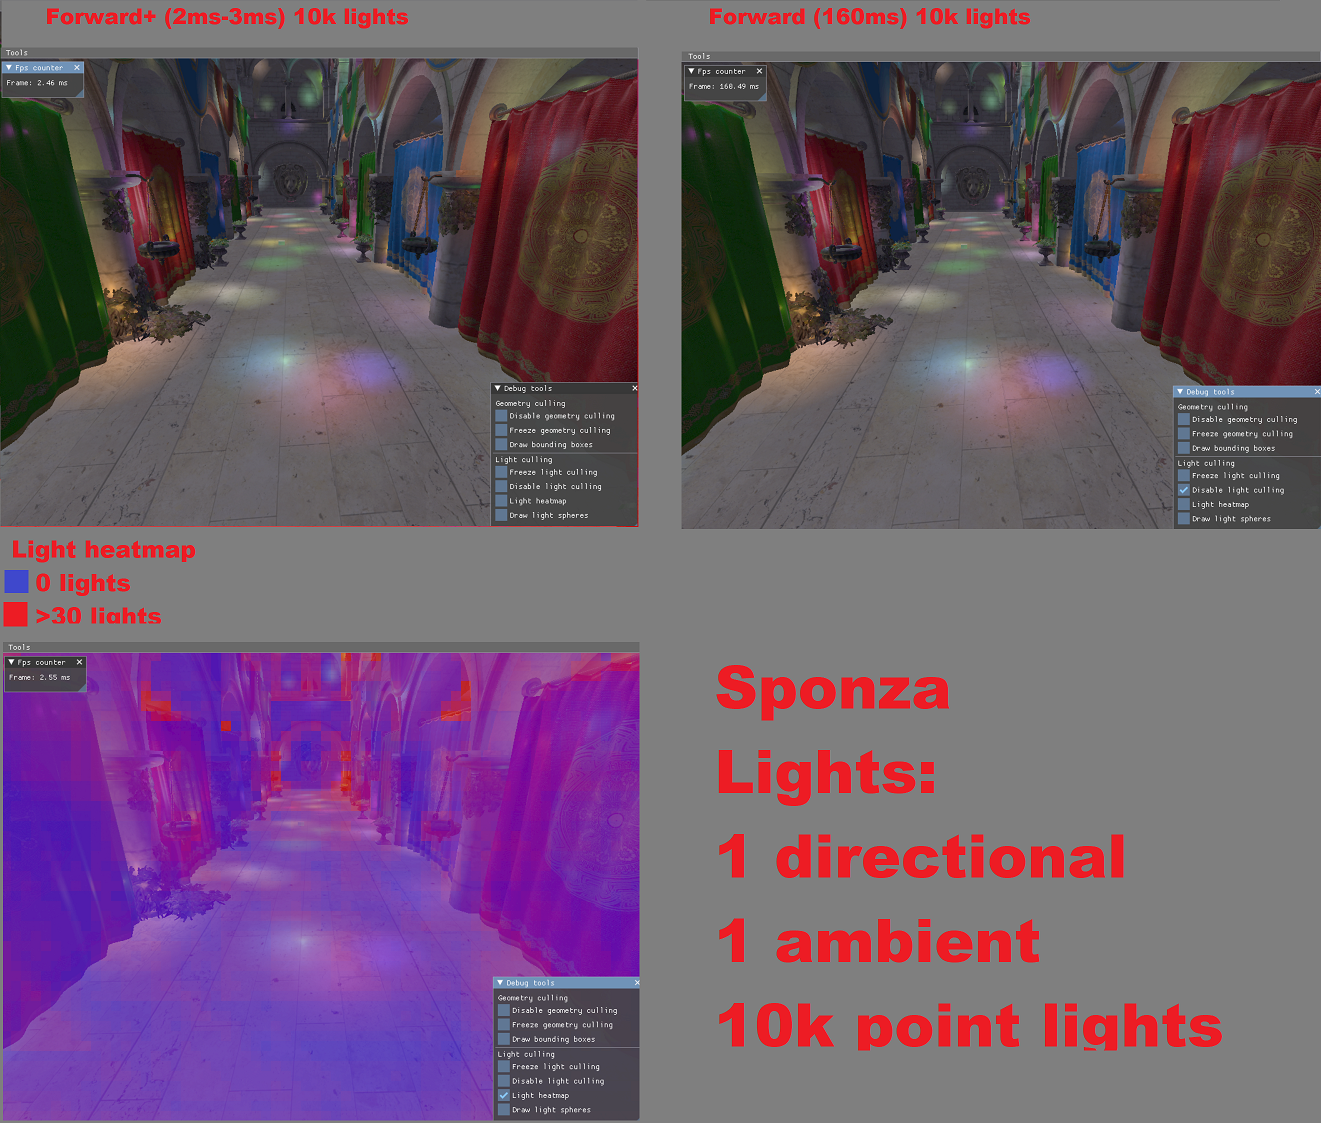 Forward+ (2ms-3ms) 10k lights
Tools
Fps counter
Frame: 2.46 ms
Debug tools
Geometry culling
Disable geometry culling
Freeze geometry culling
Draw bounding boxes
Light culling
Freeze light culling
Disable light culling
Light heatmap
Draw light spheres
Forward (160ms) 10k lights
Tools
Fps counter
Frame: 160.49 ms
Debug tools
Geometry culling
Disable geometry culling
Freeze geometry culling
Draw bounding boxes
Light culling
Freeze light culling
Disable light culling
Light heatmap
Draw light spheres
Light heatmap
0 lights
>30 lights
Tools
Fps counter
Frame: 2.55 ms
Debug tools
Geometry culling
Disable geometry culling
Freeze geometry culling
Draw bounding boxes
Light culling
Freeze light culling
Disable light culling
Light heatmap
Draw light spheres
Sponza
Lights:
1 directional
1 ambient
10k point lights